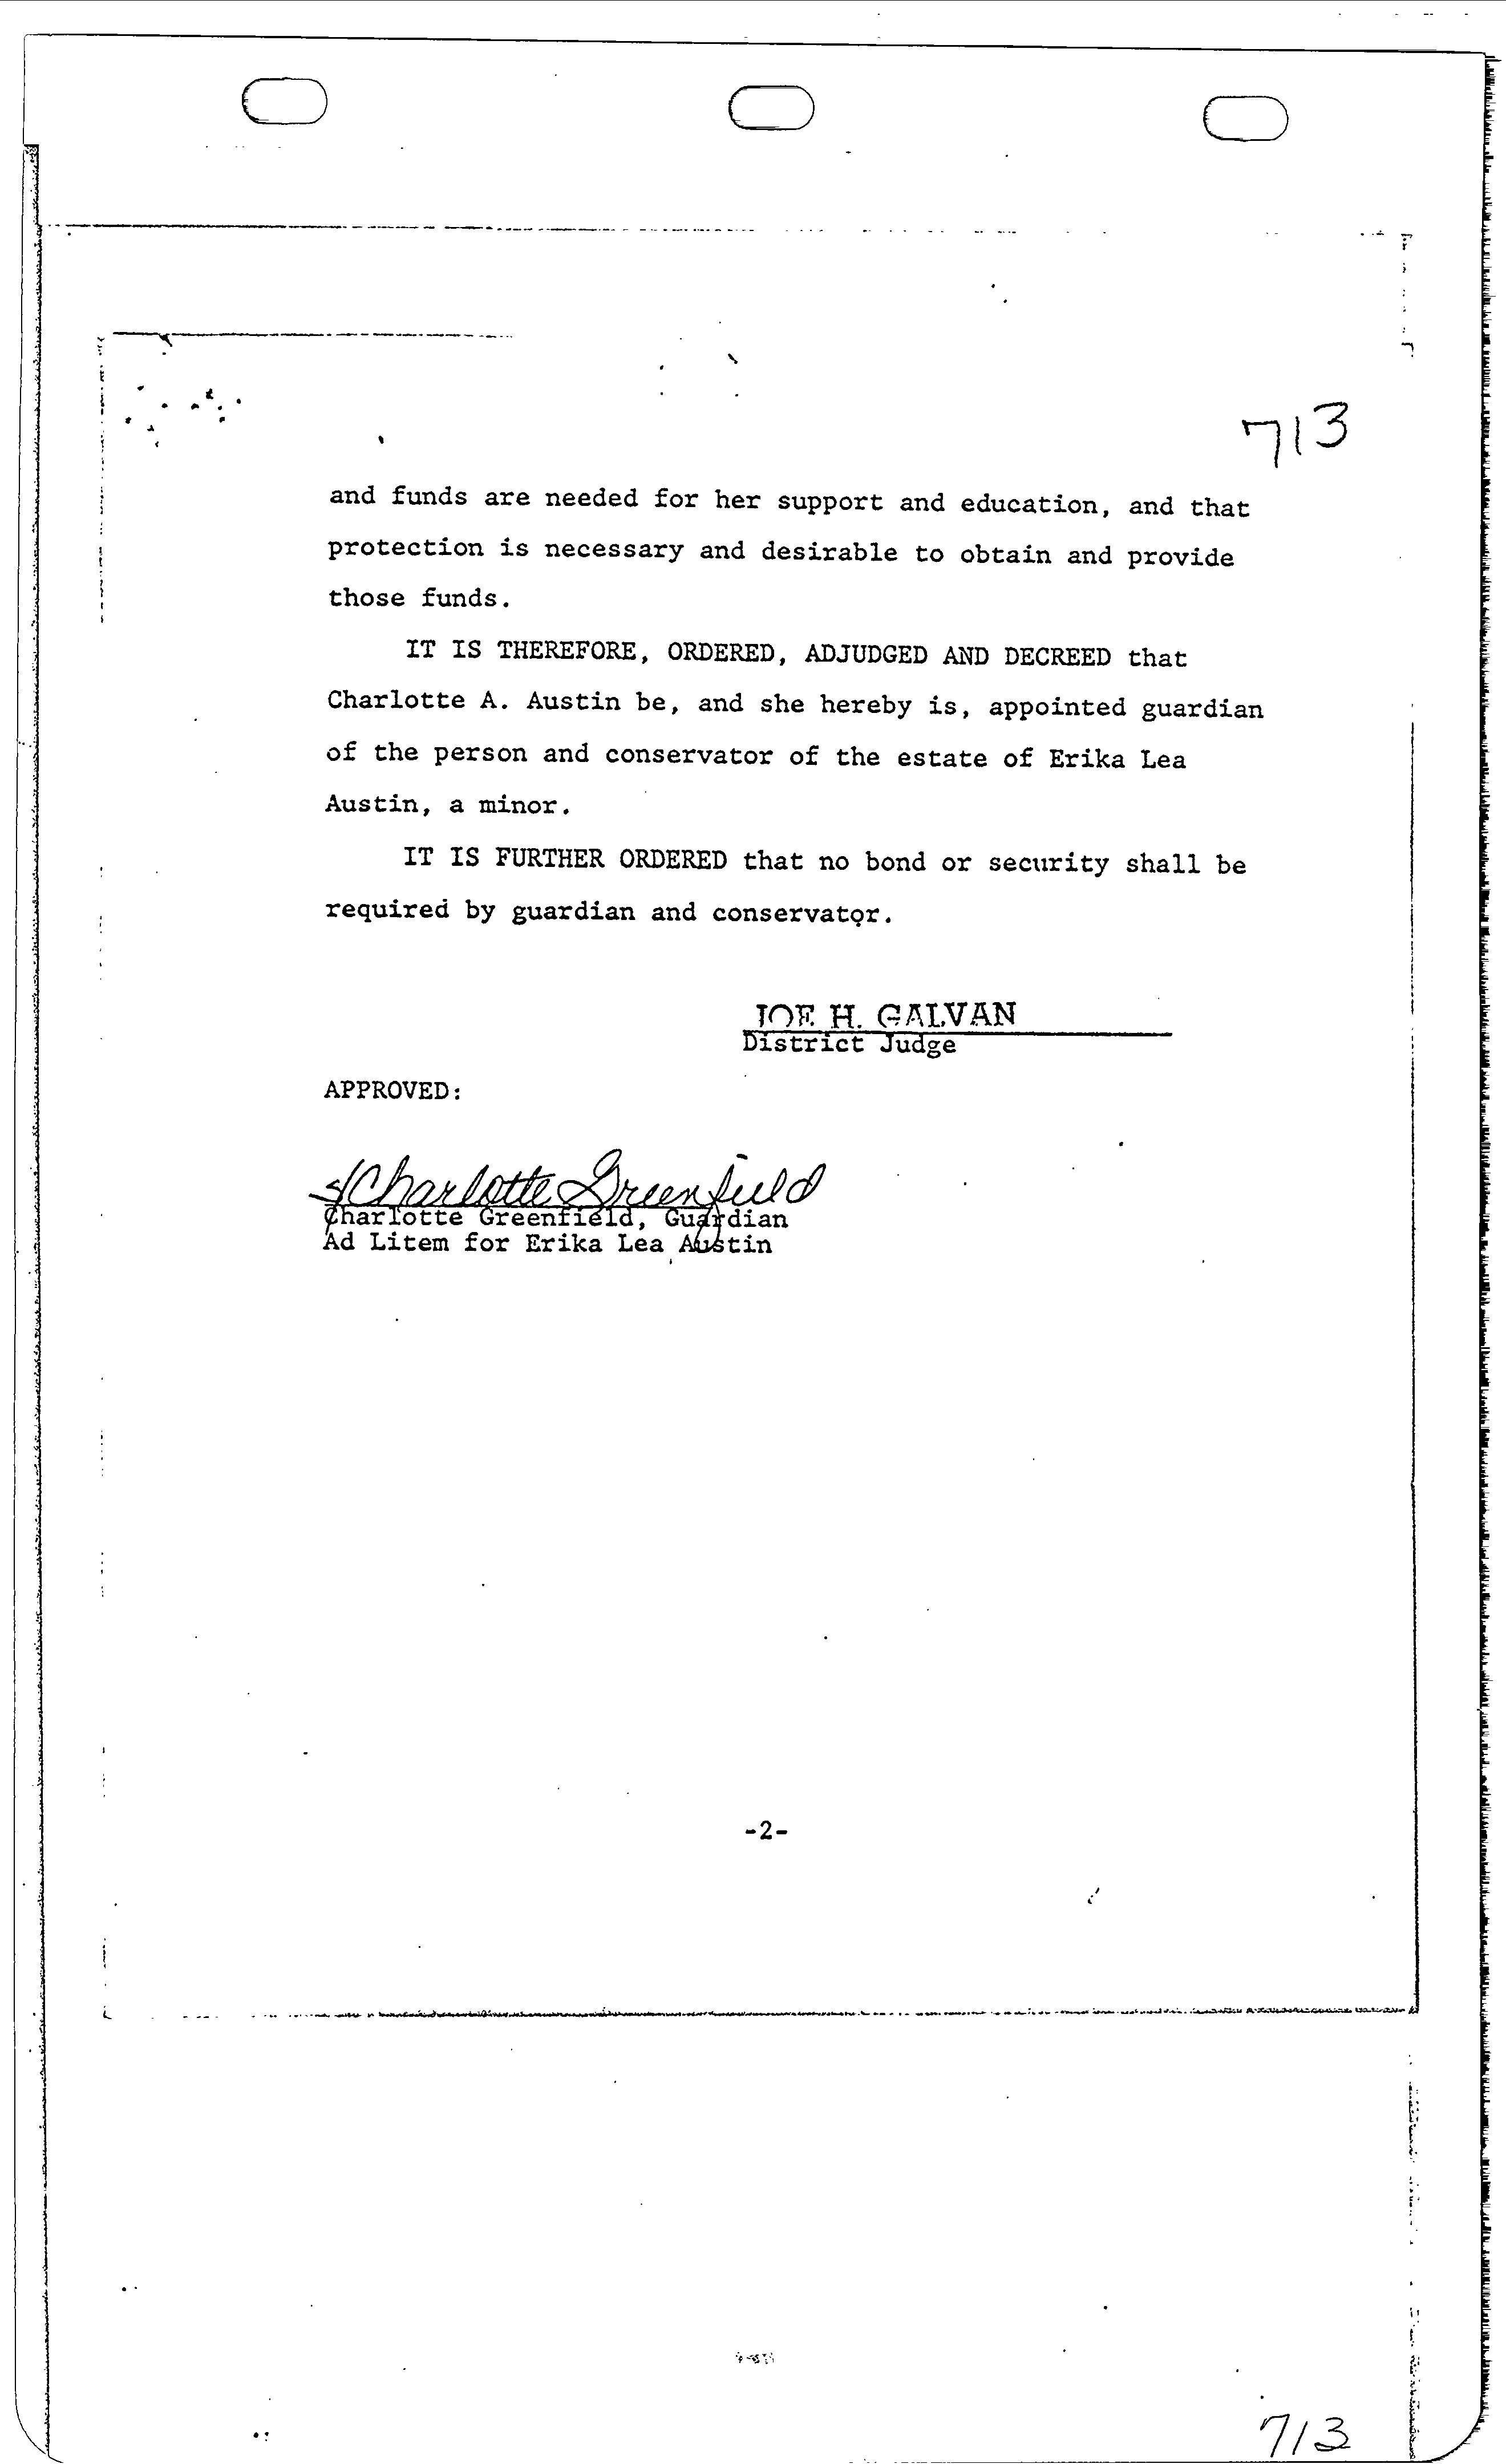 713
and funds are needed for her support and education, and that
protection is necessary and desirable to obtain and provide
those funds.
IT IS THEREFORE, ORDERED, ADJUDGED AND DECREED that
Charlotte A. Austin be, and she hereby is, appointed guardian
of the person and conservator of the estate of Erika Lea
Austin, a minor.
IT IS FURTHER ORDERED that no bond or security shall be
required by guardian and conservator.
JOE H. GALVAN
District Judge
APPROVED:
s/Charlotte Greenfield
Charlotte Greenfield, Guardian
Ad Litem for Erika Lea Austin
-2-
713